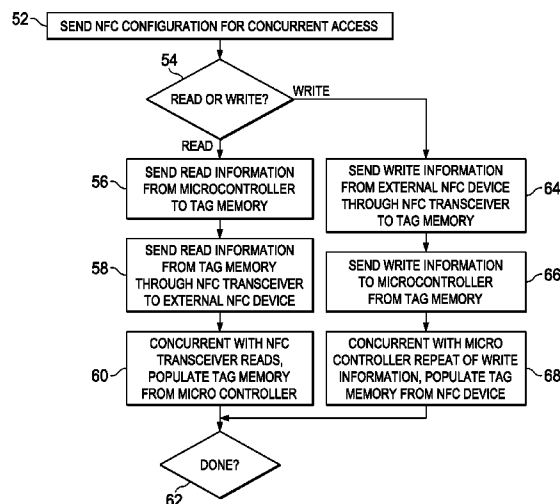 52
SEND NFC CONFIGURATION FOR CONCURRENT ACCESS
54
READ OR WRITE?
WRITE
READ
56
SEND READ INFORMATION
FROM MICROCONTROLLER
TO TAG MEMORY
SEND WRITE INFORMATION
FROM EXTERNAL NFC DEVICE
THROUGH NFC TRANSCEIVER
TO TAG MEMORY
64
58
SEND READ INFORMATION
FROM TAG MEMORY
THROUGH NFC TRANSCEIVER
TO EXTERNAL NFC DEVICE
SEND WRITE INFORMATION
TO MICROCONTROLLER
FROM TAG MEMORY
66
60
CONCURRENT WITH NFC
TRANSCEIVER READS,
POPULATE TAG MEMORY
FROM MICRO CONTROLLER
CONCURRENT WITH MICRO
CONTROLLER REPEAT OF WRITE
INFORMATION, POPULATE TAG
MEMORY FROM NFC DEVICE
68
DONE?
62